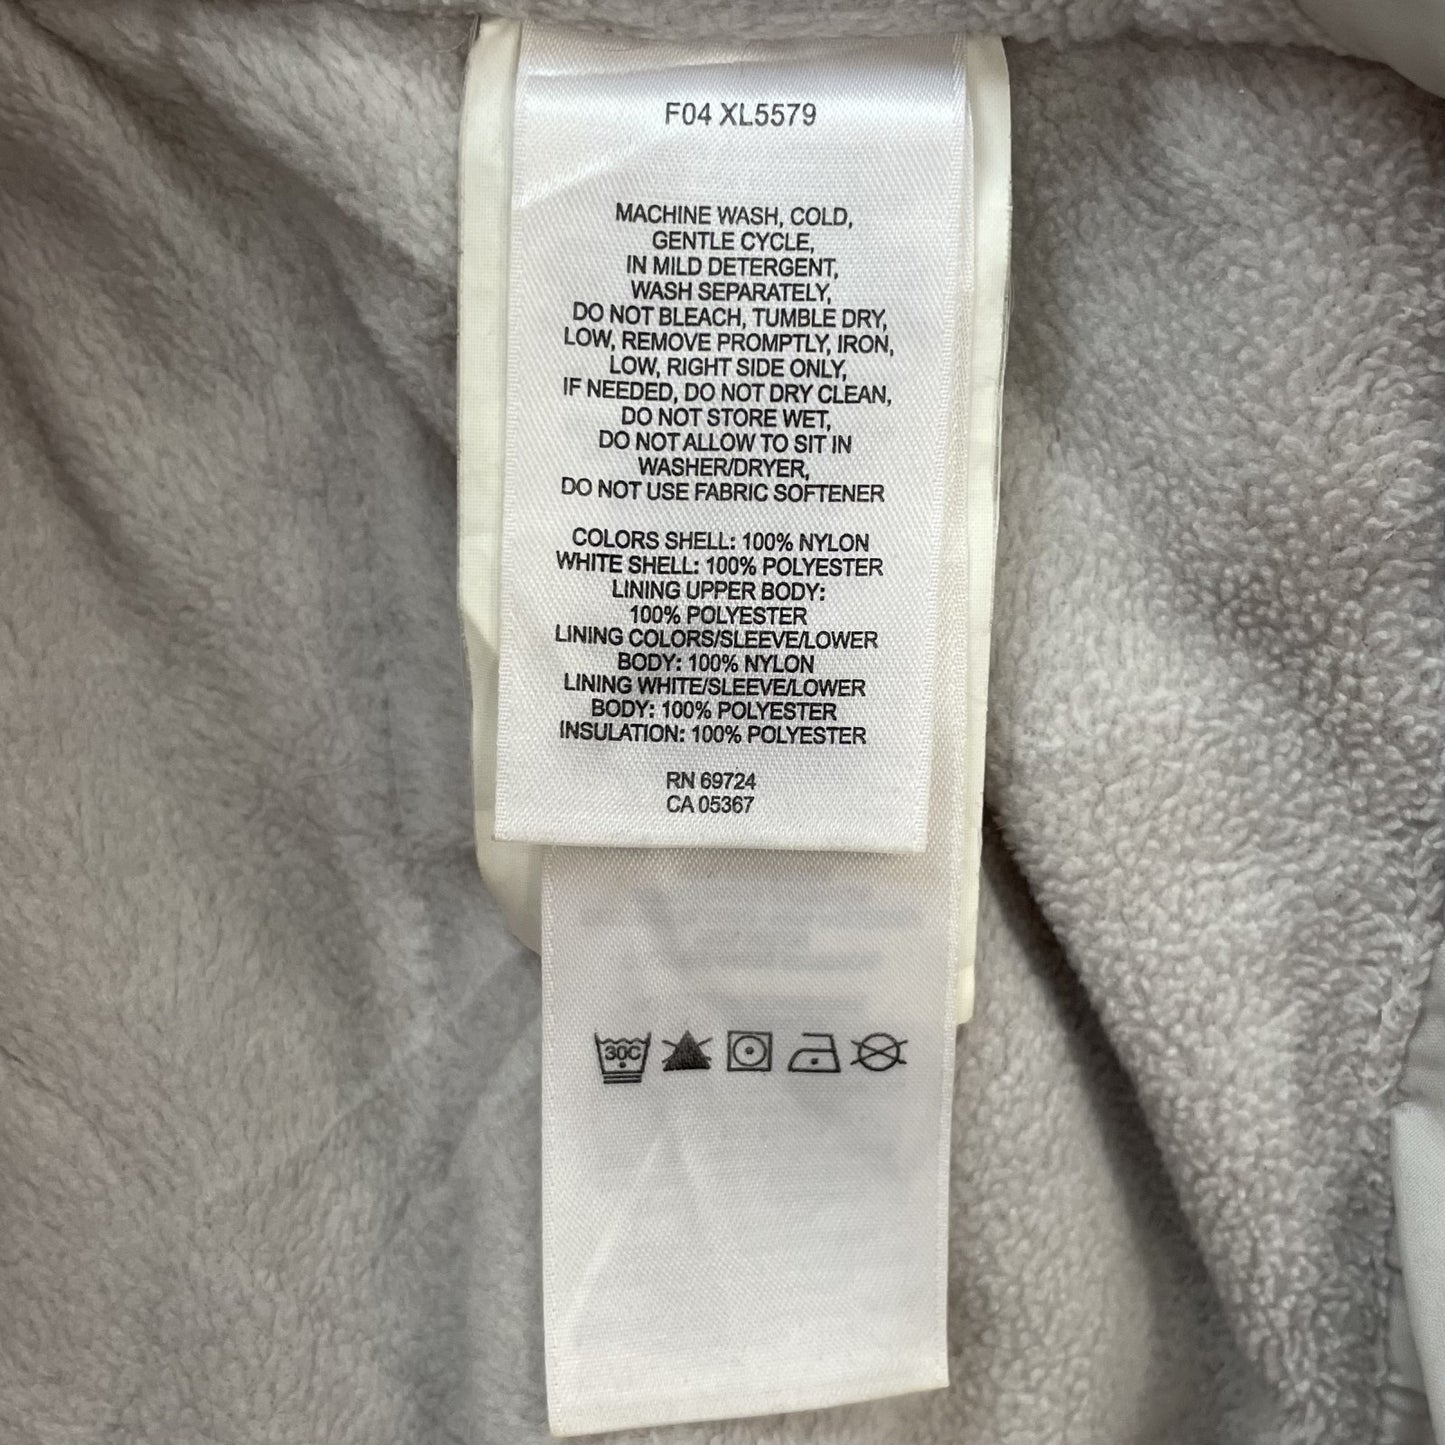 F04 XL5579
MACHINE WASH, COLD,
GENTLE CYCLE,
IN MILD DETERGENT,
WASH SEPARATELY,
DO NOT BLEACH, TUMBLE DRY,
LOW, REMOVE PROMPTLY, IRON,
LOW, RIGHT SIDE ONLY,
IF NEEDED, DO NOT DRY CLEAN,
DO NOT STORE WET,
DO NOT ALLOW TO SIT IN
WASHER/DRYER,
DO NOT USE FABRIC SOFTENER
COLORS SHELL: 100% NYLON
WHITE SHELL: 100% POLYESTER
LINING UPPER BODY:
100% POLYESTER
LINING COLORS/SLEEVE/LOWER
BODY: 100% NYLON
LINING WHITE/SLEEVE/LOWER
BODY: 100% POLYESTER
INSULATION: 100% POLYESTER
RN 69724
CA 05367
30C